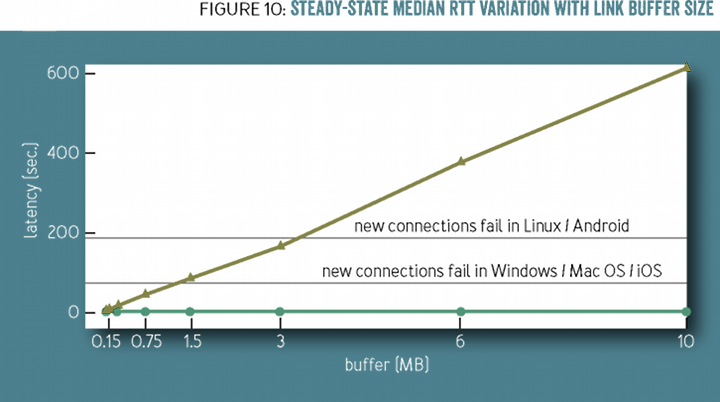 FIGURE 10: STEADY-STATE MEDIAN RTT VARIATION WITH LINK BUFFER SIZE
600
400
200
0
latency (sec.)
new connections fail in Linux / Android
new connections fail in Windows / Mac OS / iOS
0.15 0.75 1.5 3 6 10
buffer (MB)